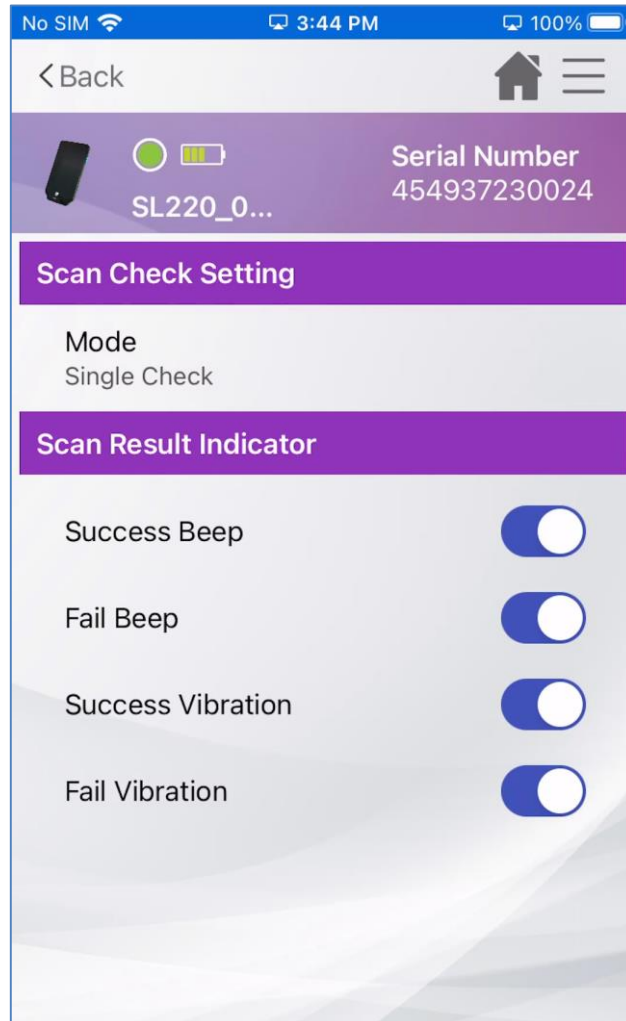 No SIM 3:44 PM 100%
Back
Serial Number
454937230024
SL220_0...
Scan Check Setting
Mode
Single Check
Scan Result Indicator
Success Beep
Fail Beep
Success Vibration
Fail Vibration